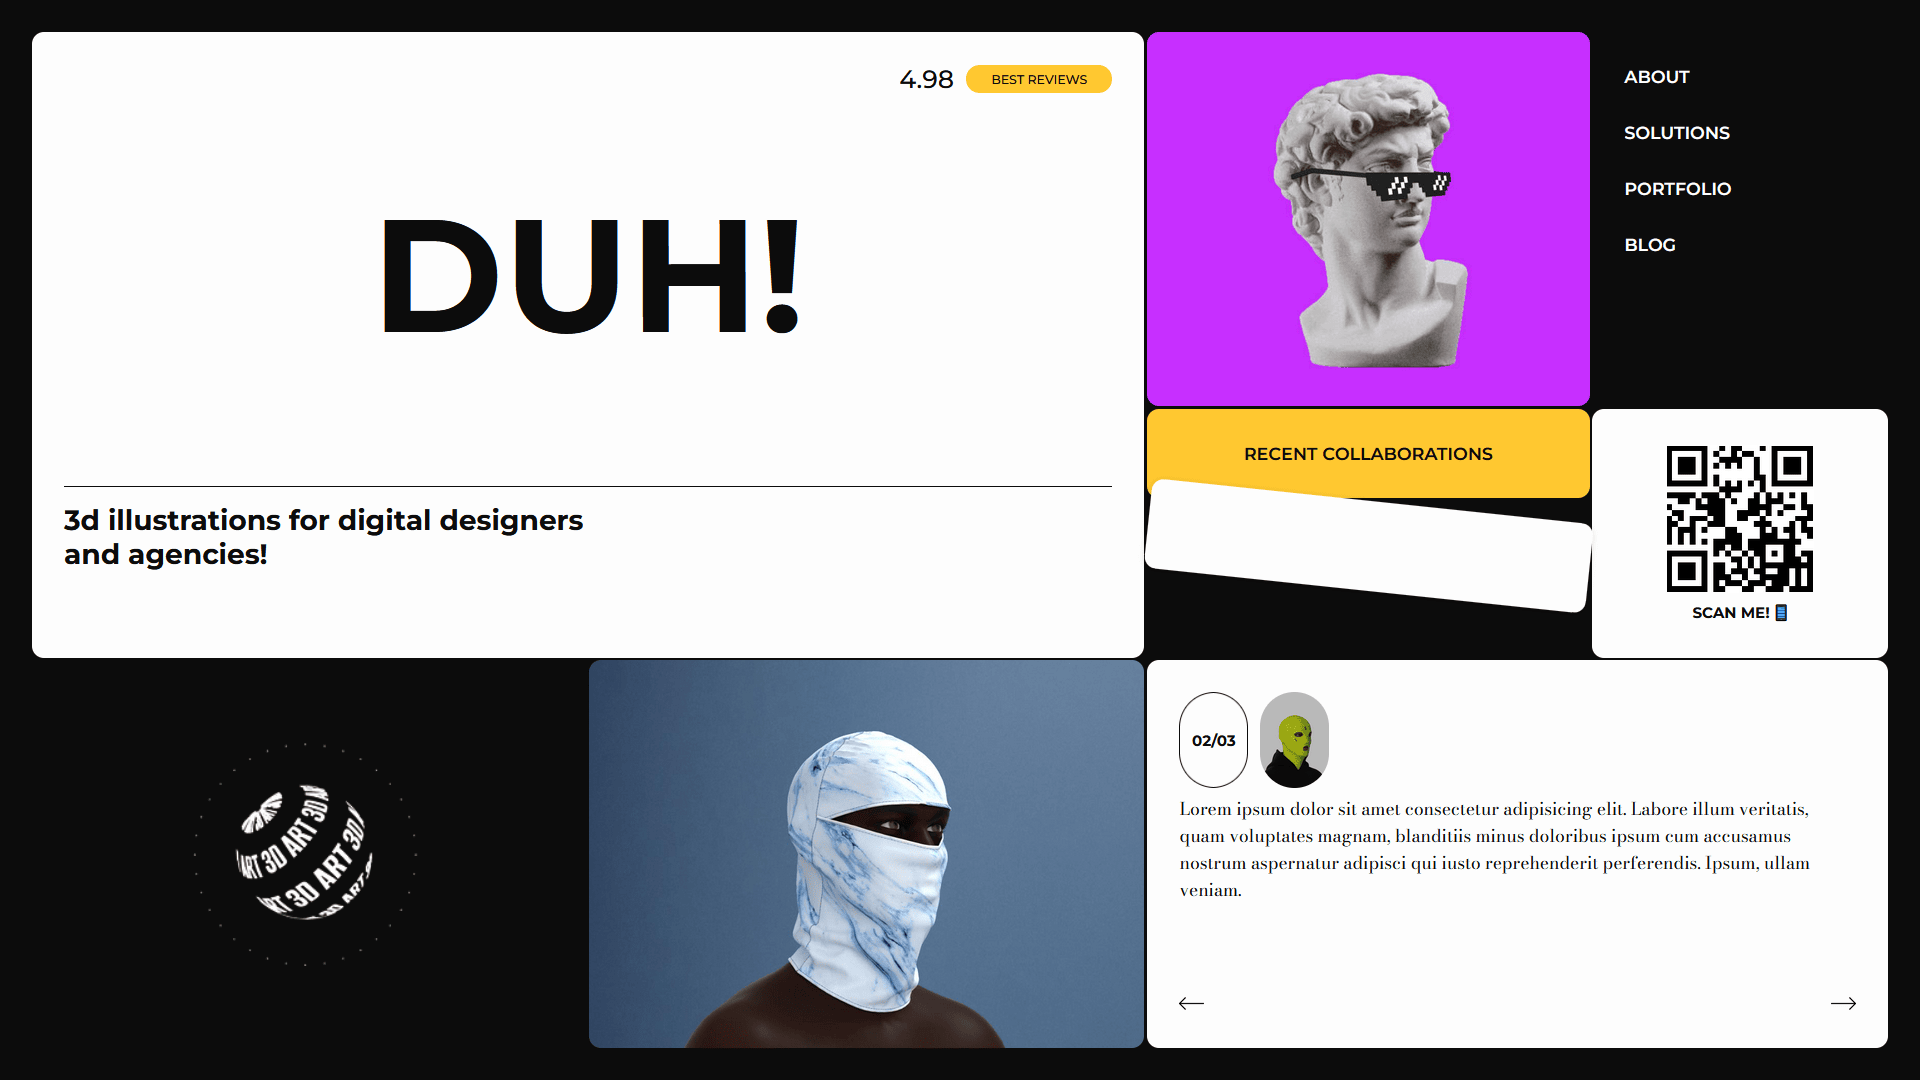 4.98 BEST REVIEWS
DUH!
3d illustrations for digital designers
and agencies!
ABOUT
SOLUTIONS
PORTFOLIO
BLOG
RECENT COLLABORATIONS
SCAN ME!
ART 3D ART 3D
ART 3D ART 3D
3D ART
02/03
Lorem ipsum dolor sit amet consectetur adipisicing elit. Labore illum veritatis,
quam voluptates magnam, blanditiis minus doloribus ipsum cum accusamus
nostrum aspernatur adipisci qui iusto reprehenderit perferendis. Ipsum, ullam
veniam.